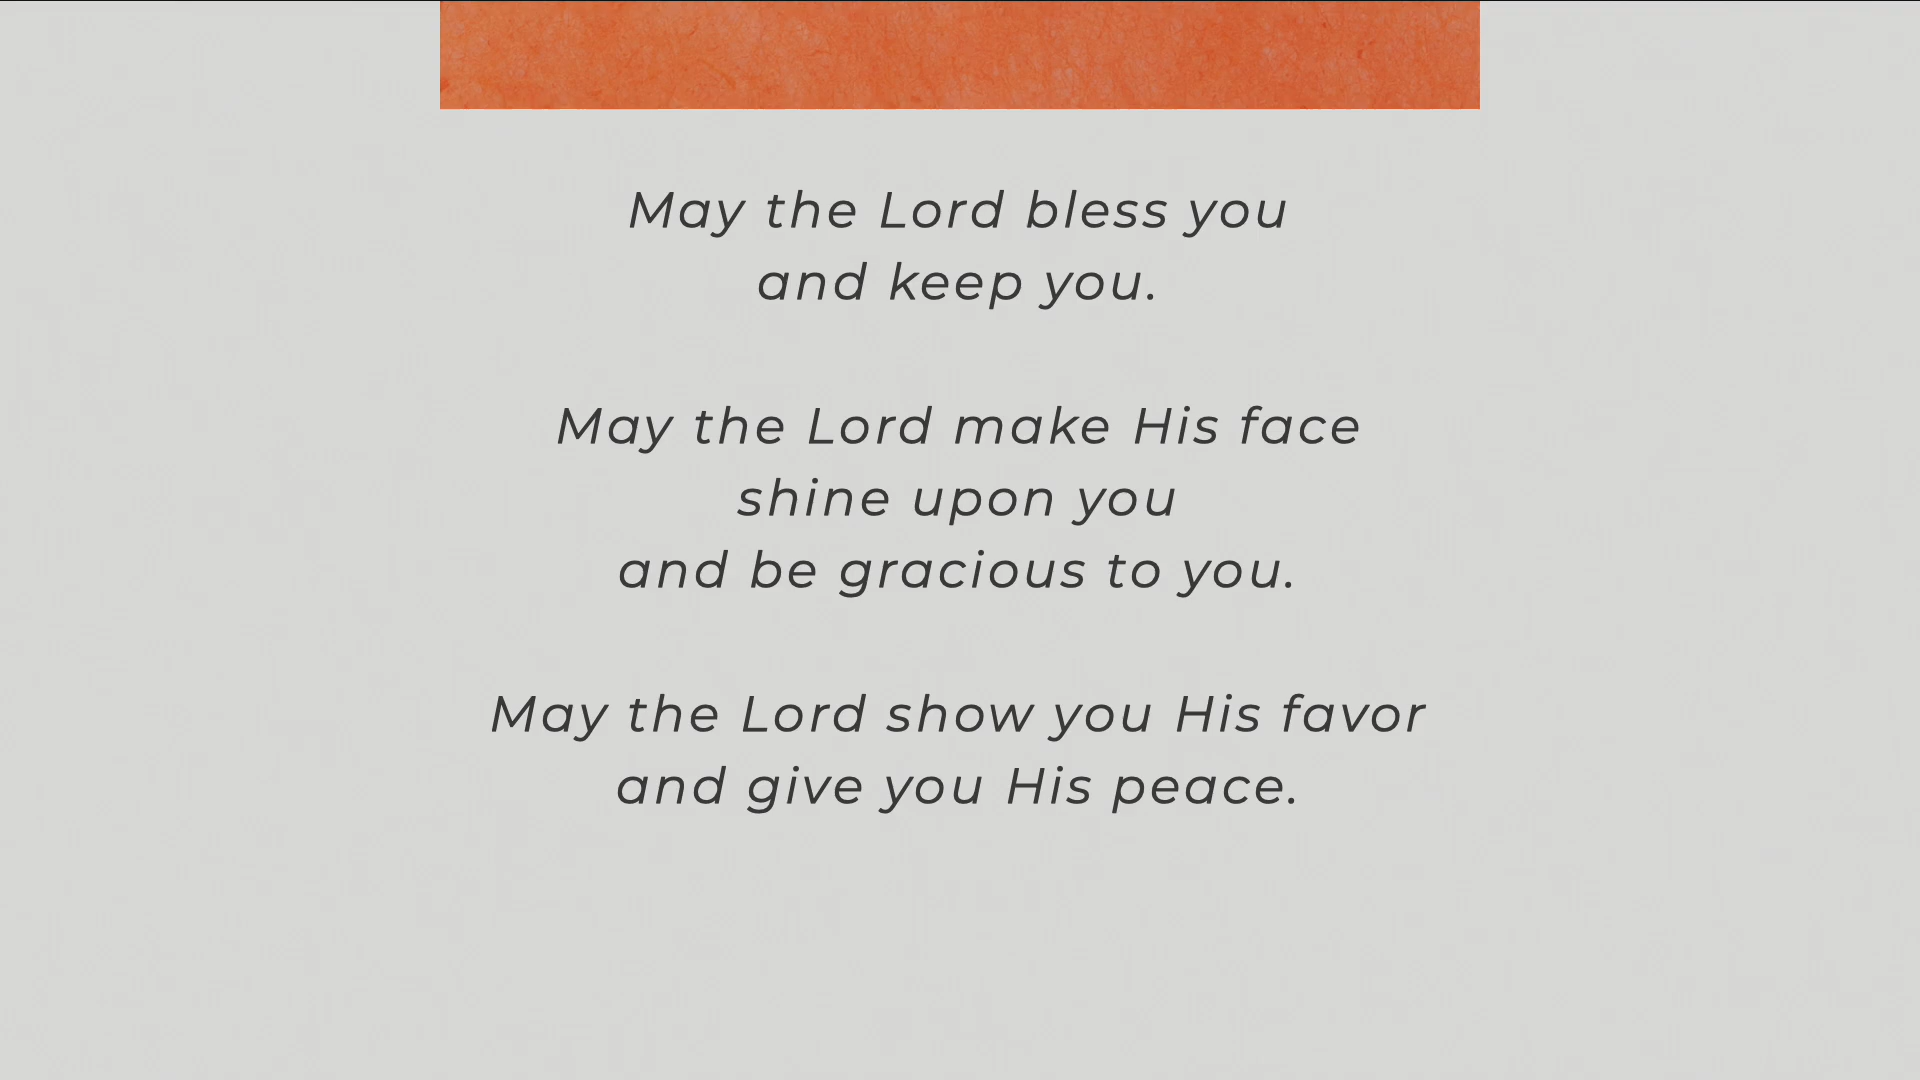 May the Lord bless you
and keep you.
May the Lord make His face
shine upon you
and be gracious to you.
May the Lord show you His favor
and give you His peace.